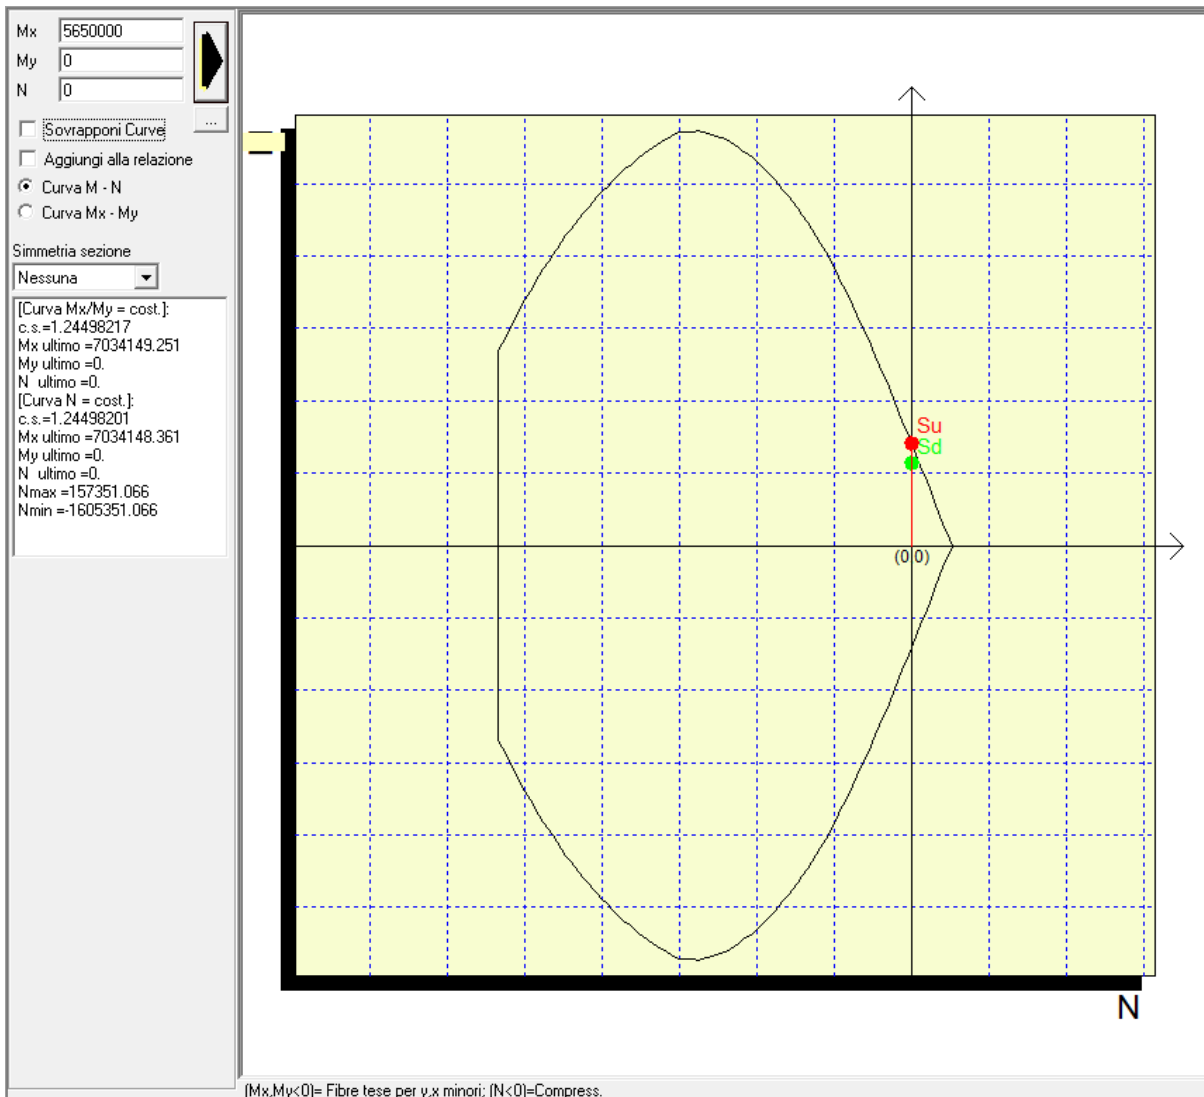 Mx 5650000
My 0
N 0
...
Sovrapponi Curve
Aggiungi alla relazione
Curva M - N
Curva Mx - My
Simmetria sezione
Nessuna
[Curva Mx/My = cost.]:
c.s.=1.24498217
Mx ultimo =7034149.251
My ultimo =0.
N ultimo =0.
[Curva N = cost.]:
c.s.=1.24498201
Mx ultimo =7034148.361
My ultimo =0.
N ultimo =0.
Nmax =157351.066
Nmin =-1605351.066
Su
Sd
(0,0)
N
(Mx,My<0)= Fibre tese per y,x minori; (N<0)=Compress.